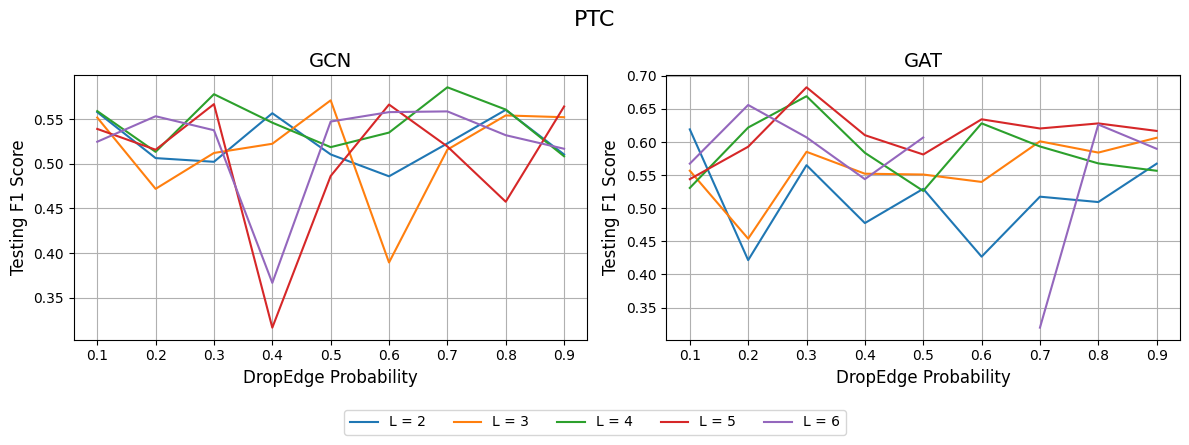 PTC
GCN
Testing F1 Score
0.55
0.50
0.45
0.40
0.35
0.1 0.2 0.3 0.4 0.5 0.6 0.7 0.8 0.9
DropEdge Probability
GAT
Testing F1 Score
0.70
0.65
0.60
0.55
0.50
0.45
0.40
0.35
0.1 0.2 0.3 0.4 0.5 0.6 0.7 0.8 0.9
DropEdge Probability
L = 2 L = 3 L = 4 L = 5 L = 6